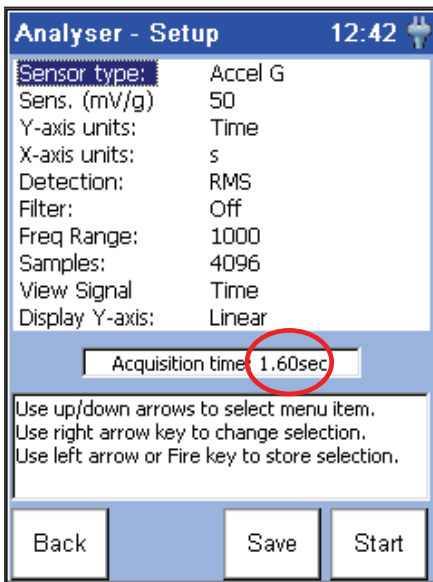 Analyser - Setup 12:42
Sensor type: Accel G
Sens. (mV/g) 50
Y-axis units: Time
X-axis units: s
Detection: RMS
Filter: Off
Freq Range: 1000
Samples: 4096
View Signal Time
Display Y-axis: Linear
Acquisition time: 1.60sec
Use up/down arrows to select menu item.
Use right arrow key to change selection.
Use left arrow or Fire key to store selection.
Back Save Start